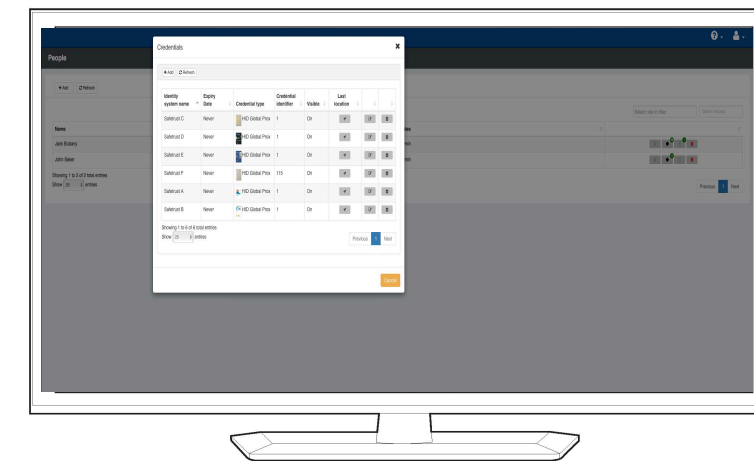 People
Credentials
x
+ Add Refresh
+ Add Refresh
Identity system name Expiry Date Credential type Credential identifier Visible Last location
Safetrust C Never HID Global Prox 1 On
Safetrust D Never HID Global Prox 1 On
Safetrust E Never HID Global Prox 1 On
Safetrust F Never HID Global Prox 115 On
Safetrust A Never HID Global Prox 1 On
Safetrust B Never HID Global Prox 1 On
Showing 1 to 6 of 6 total entries
Show 25 entries
Previous 1 Next
Cancel
Name
John Baker
Showing 1 to 2 of 2 total entries
Show 25 entries
Previous 1 Next